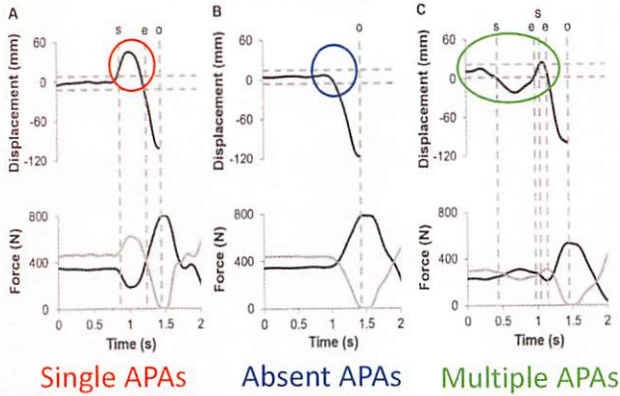 A
B
C
s e o
o
s
s e e o
Displacement (mm)
60
0
-60
-120
Displacement (mm)
60
0
-60
-120
Displacement (mm)
60
0
-60
-120
Force (N)
800
400
0
Force (N)
800
400
0
Force (N)
800
400
0
0 0.5 1 1.5 2
0 0.5 1 1.5 2
0 0.5 1 1.5 2
Time (s)
Time (s)
Time (s)
Single APAs
Absent APAs
Multiple APAs